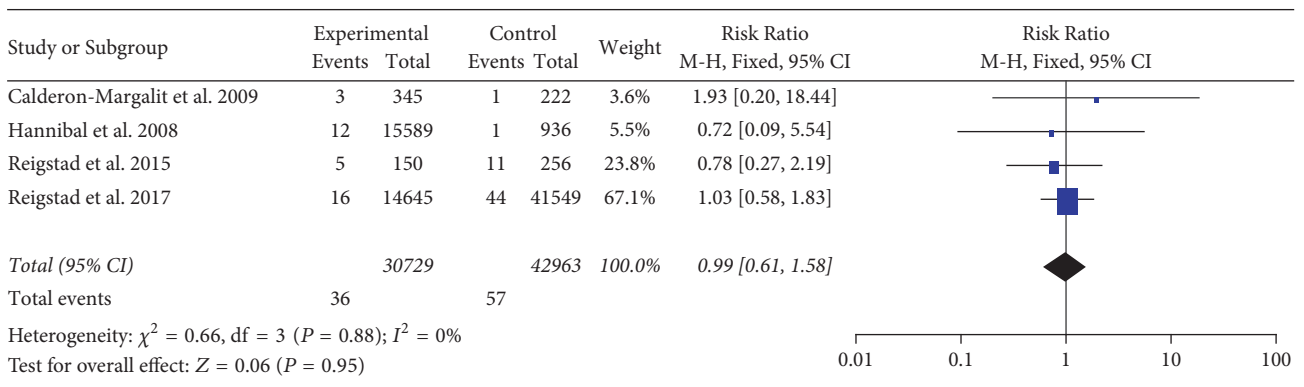 Study or Subgroup Experimental Control Weight Risk Ratio Risk Ratio
Events Total Events Total M-H, Fixed, 95% CI M-H, Fixed, 95% CI
Calderon-Margalit et al. 2009 3 345 1 222 3.6% 1.93 [0.20, 18.44]
Hannibal et al. 2008 12 15589 1 936 5.5% 0.72 [0.09, 5.54]
Reigstad et al. 2015 5 150 11 256 23.8% 0.78 [0.27, 2.19]
Reigstad et al. 2017 16 14645 44 41549 67.1% 1.03 [0.58, 1.83]
Total (95% CI) 30729 42963 100.0% 0.99 [0.61, 1.58]
Total events 36 57
Heterogeneity: χ² = 0.66, df = 3 (P = 0.88); I² = 0%
Test for overall effect: Z = 0.06 (P = 0.95)
0.01 0.1 1 10 100